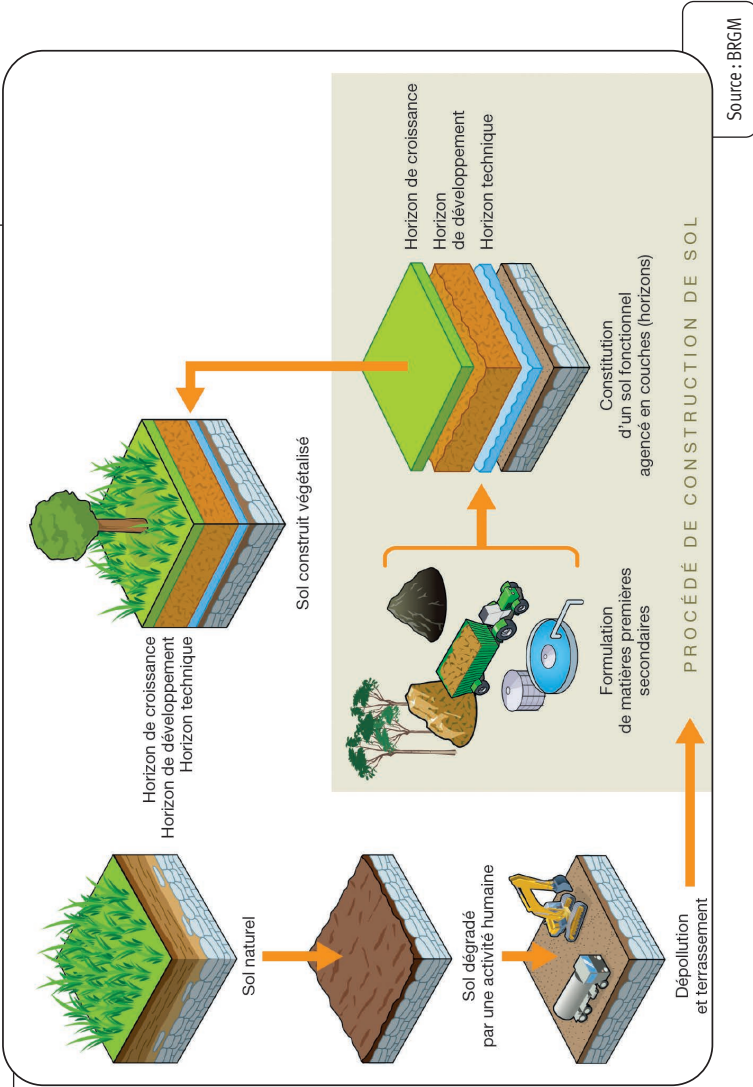 Sol naturel
Sol dégradé
par une activité humaine
Dépollution
et terrassement
Horizon de croissance
Horizon de développement
Horizon technique
Sol construit végétalisé
Formulation
de matières premières
secondaires
Constitution
d'un sol fonctionnel
agencé en couches (horizons)
Horizon de croissance
Horizon
de développement
Horizon technique
PROCÉDÉ DE CONSTRUCTION DE SOL
Source : BRGM